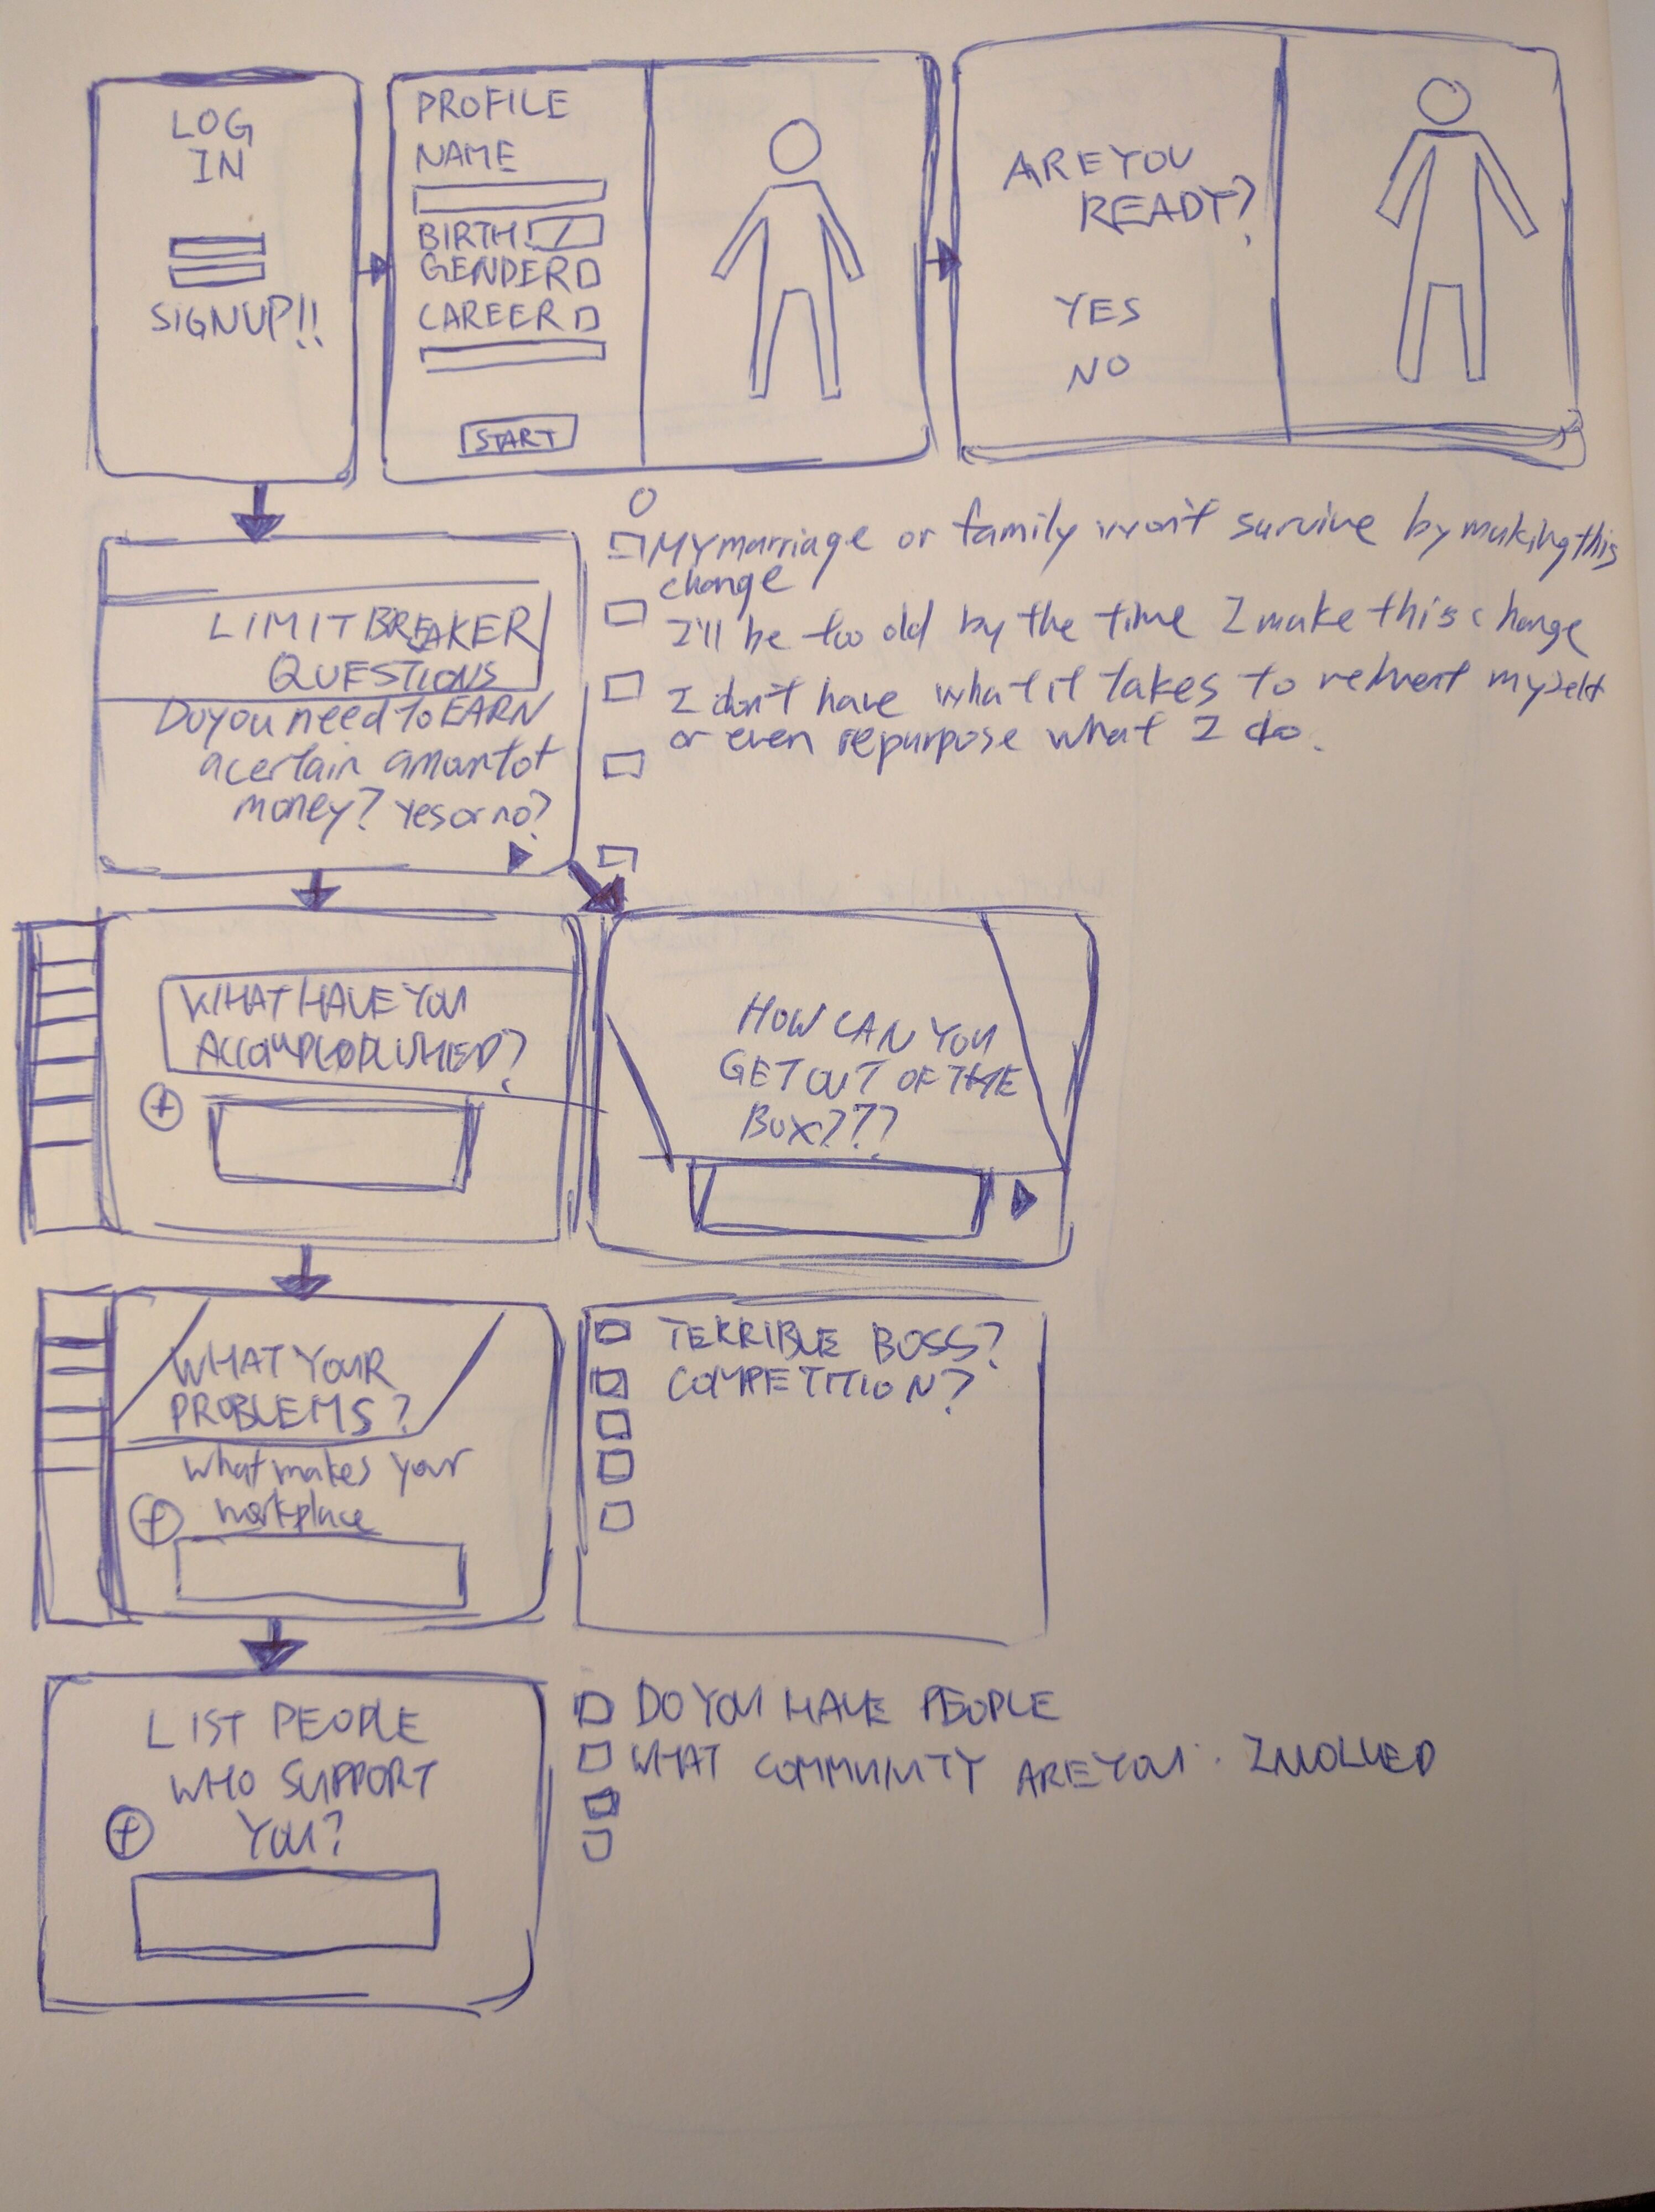 LOG
IN
SIGNUP!!
PROFILE
NAME
BIRTH
GENDER
CAREER
START
ARE YOU
READY?
YES
NO
LIMIT BREAKER
QUESTIONS
Do you need to EARN
a certain amount of
money? Yes or no?
My marriage or family won't survive by making this
change
I'll be too old by the time I make this change
I don't have what it takes to reinvent myself
or even repurpose what I do.
WHAT HAVE YOU
HOW CAN YOU
GET OUT OF THE
BOX???
WHAT YOUR
PROBLEMS?
what makes your
workplace
TERRIBLE BOSS?
COMPETITION?
LIST PEOPLE
WHO SUPPORT
YOU?
DO YOU HAVE PEOPLE
WHAT COMMUNITY ARE YOU INVOLVED